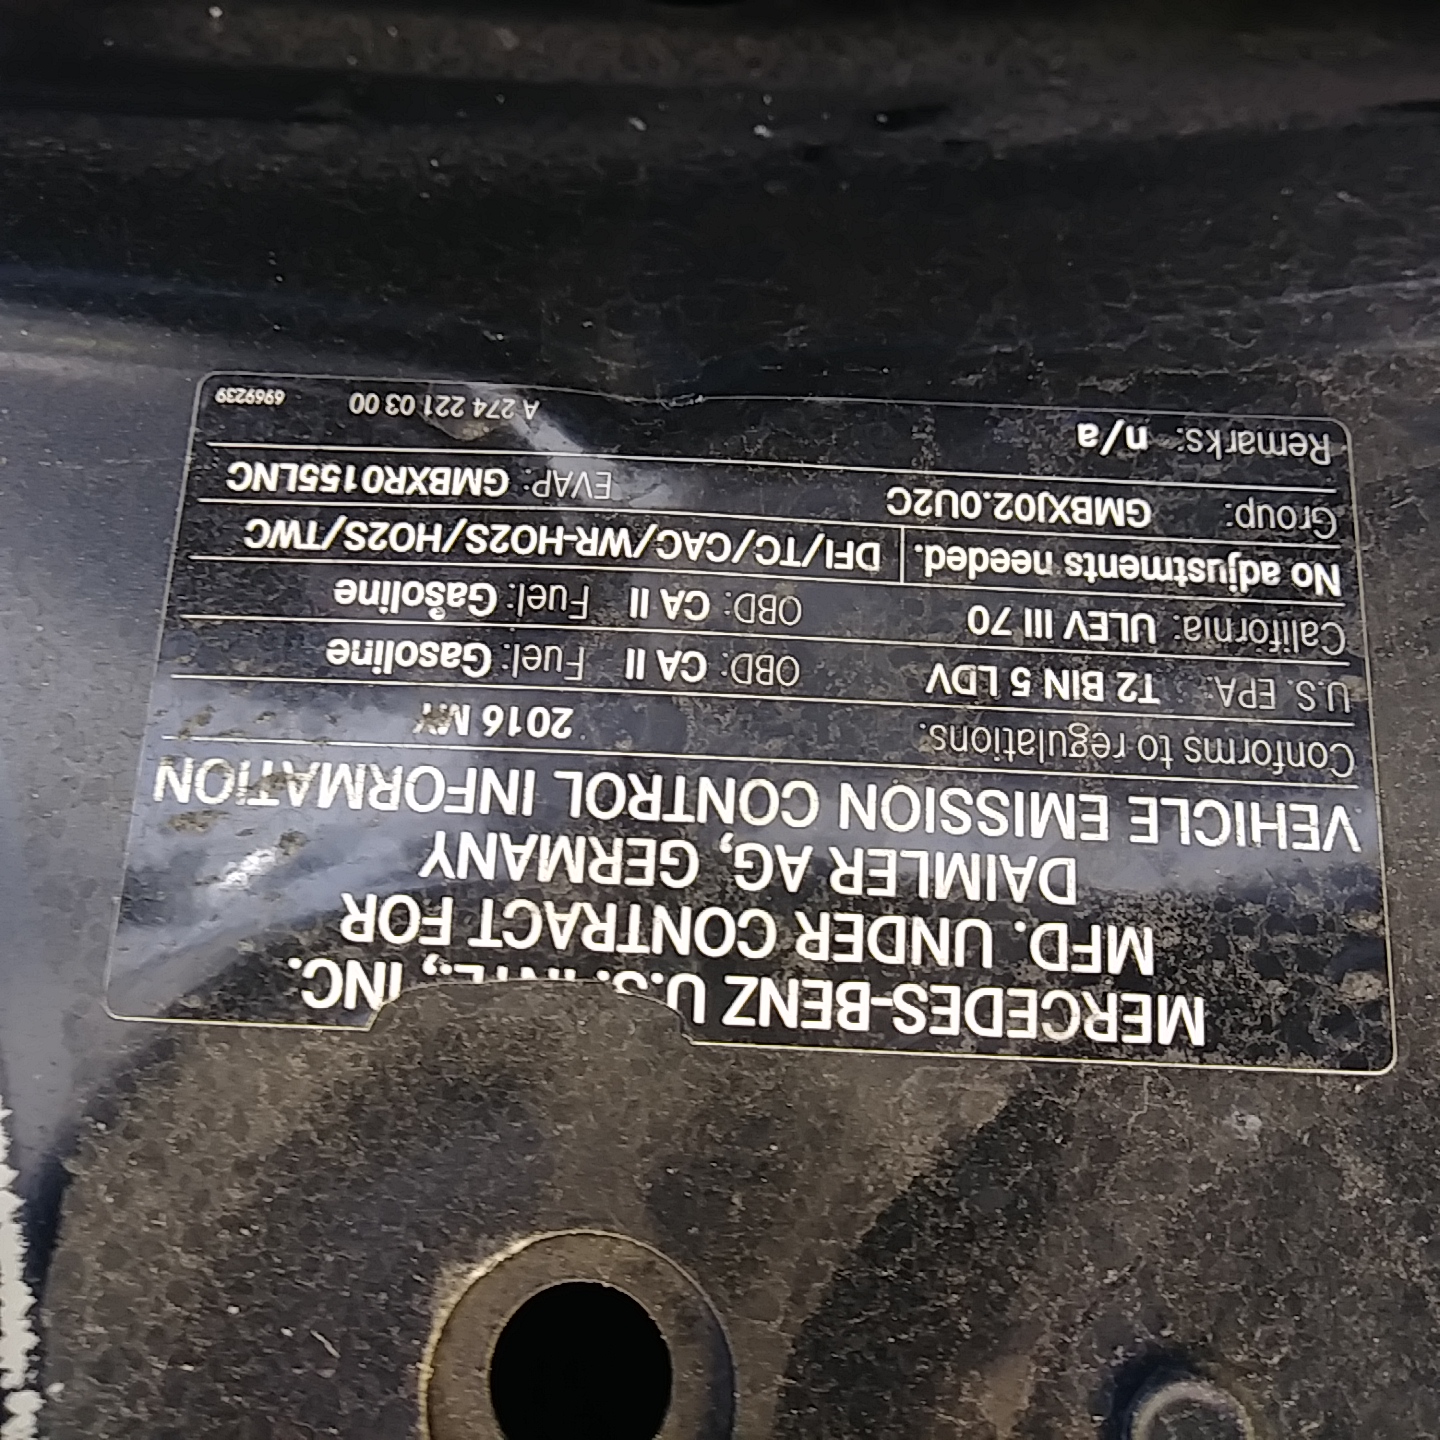 MERCEDES-BENZ U.S. INTL., INC.
MFD. UNDER CONTRACT FOR
DAIMLER AG, GERMANY
VEHICLE EMISSION CONTROL INFORMATION
Conforms to regulations: 2016 MY
U.S. EPA: T2 BIN 5 LDV OBD: CA II Fuel: Gasoline
California: ULEV III 70 OBD: CA II Fuel: Gasoline
No adjustments needed. DFI/TC/CAC/WR-HO2S/HO2S/TWC
Group: GMBXJ02.0U2C EVAP: GMBXR0155LNC
Remarks: n/a
A 274 221 03 00 6969239